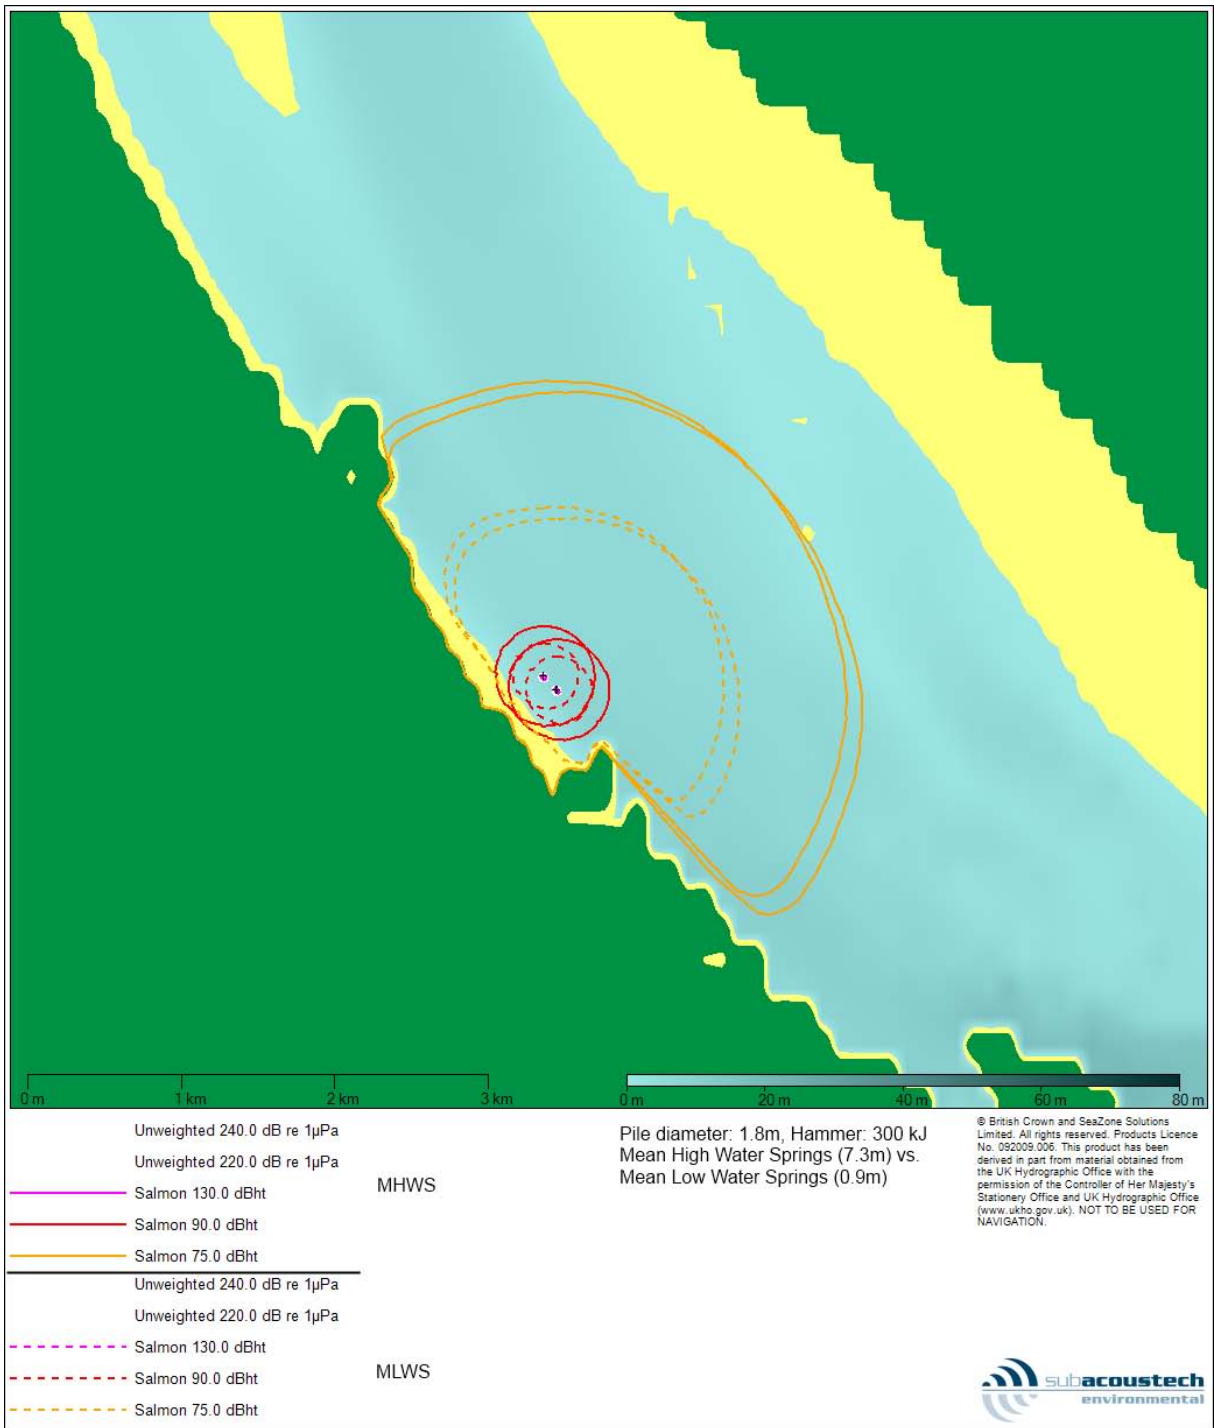 0 m 1 km 2 km 3 km
0 m 20 m 40 m 60 m 80 m
Unweighted 240.0 dB re 1µPa
Unweighted 220.0 dB re 1µPa
Salmon 130.0 dBht
Salmon 90.0 dBht
Salmon 75.0 dBht
MHWS
Unweighted 240.0 dB re 1µPa
Unweighted 220.0 dB re 1µPa
Salmon 130.0 dBht
Salmon 90.0 dBht
Salmon 75.0 dBht
MLWS
Pile diameter: 1.8m, Hammer: 300 kJ
Mean High Water Springs (7.3m) vs.
Mean Low Water Springs (0.9m)
© British Crown and SeaZone Solutions
Limited. All rights reserved. Products Licence
No. 092009.006. This product has been
derived in part from material obtained from
the UK Hydrographic Office with the
permission of the Controller of Her Majesty's
Stationery Office and UK Hydrographic Office
(www.ukho.gov.uk). NOT TO BE USED FOR
NAVIGATION.
subacoustech
environmental